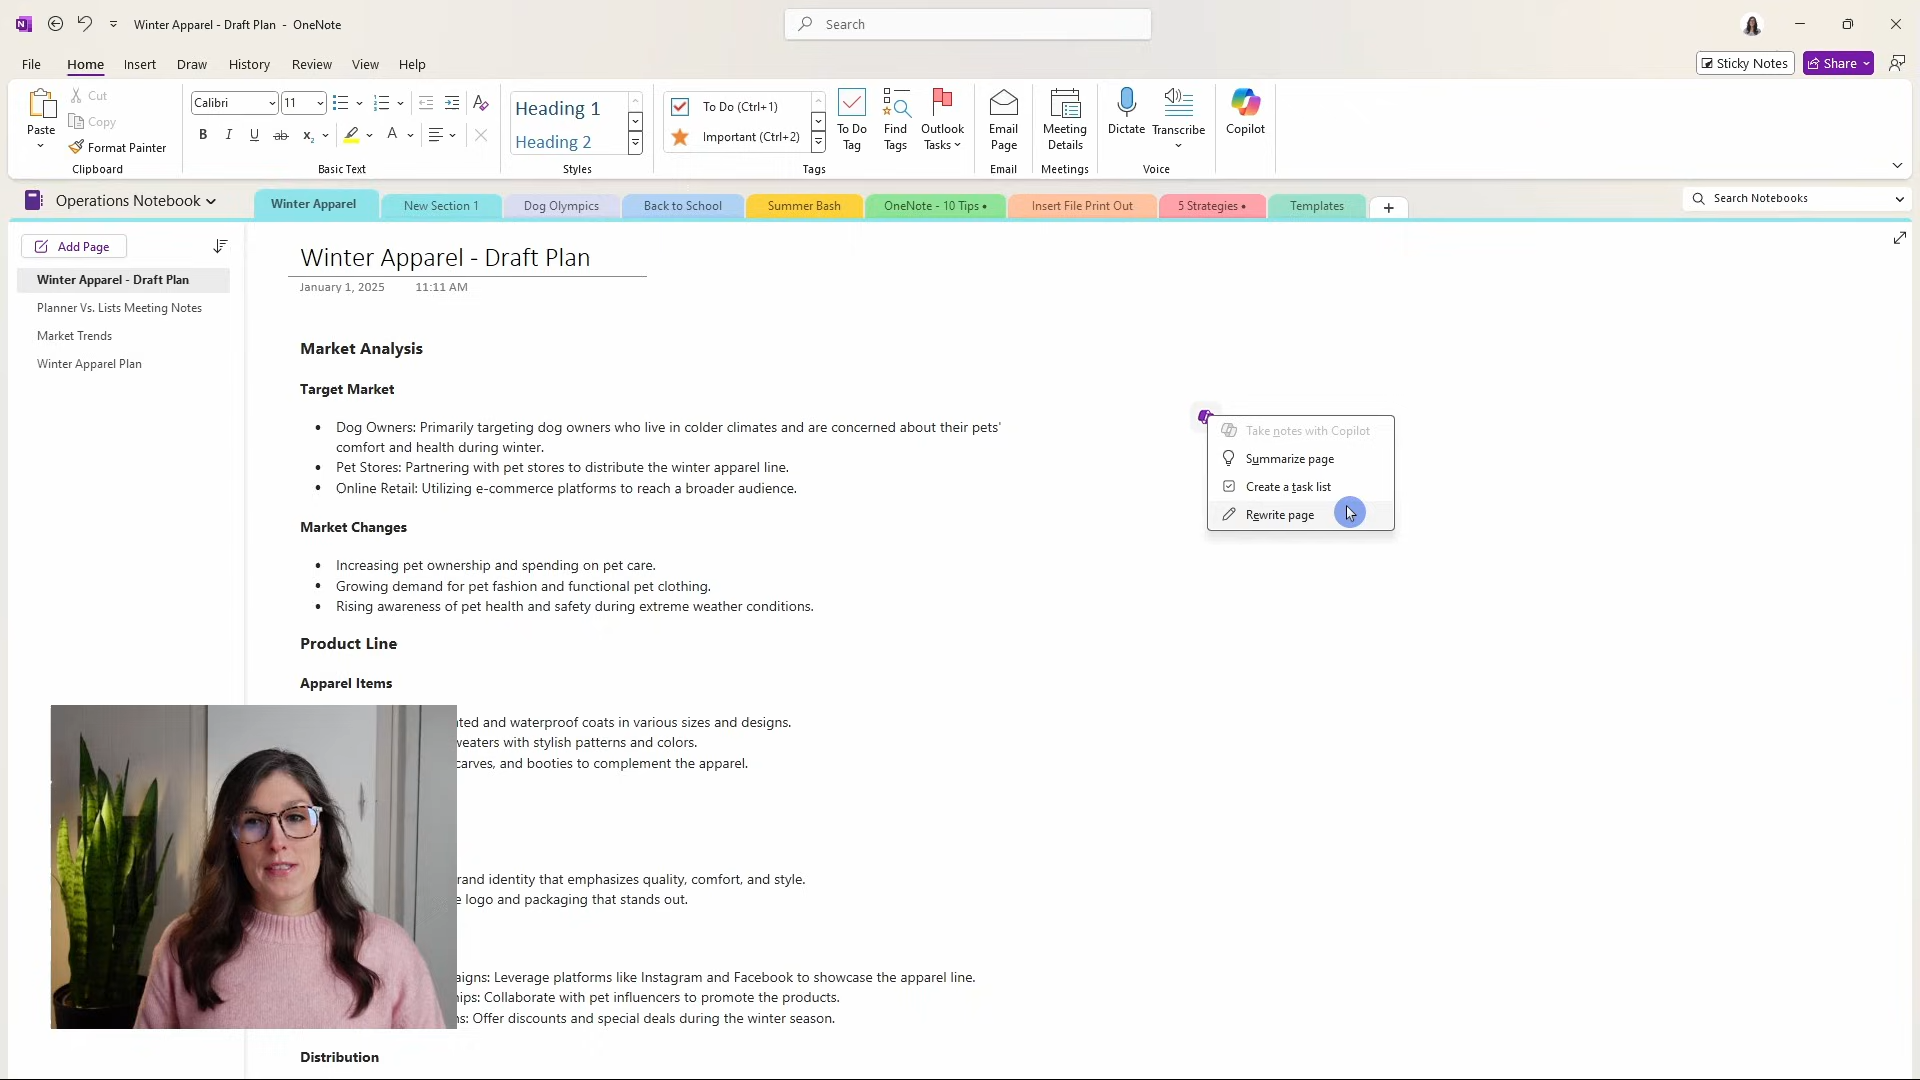 Winter Apparel - Draft Plan - OneNote
Search
File Home Insert Draw History Review View Help
Sticky Notes Share
Paste
Cut
Copy
Format Painter
Clipboard
Calibri 11
B I U ab x₂ A
Basic Text
Heading 1
Heading 2
Styles
To Do (Ctrl+1)
Important (Ctrl+2)
To Do Tag
Find Tags
Outlook Tasks
Tags
Email Page
Email
Meeting Details
Meetings
Dictate
Transcribe
Voice
Copilot
Operations Notebook
Winter Apparel New Section 1 Dog Olympics Back to School Summer Bash OneNote - 10 Tips • Insert File Print Out 5 Strategies • Templates +
Search Notebooks
Add Page
Winter Apparel - Draft Plan
Planner Vs. Lists Meeting Notes
Market Trends
Winter Apparel Plan
Winter Apparel - Draft Plan
January 1, 2025 11:11 AM
Market Analysis
Target Market
• Dog Owners: Primarily targeting dog owners who live in colder climates and are concerned about their pets'
comfort and health during winter.
• Pet Stores: Partnering with pet stores to distribute the winter apparel line.
• Online Retail: Utilizing e-commerce platforms to reach a broader audience.
Market Changes
• Increasing pet ownership and spending on pet care.
• Growing demand for pet fashion and functional pet clothing.
• Rising awareness of pet health and safety during extreme weather conditions.
Product Line
Apparel Items
ated and waterproof coats in various sizes and designs.
weaters with stylish patterns and colors.
carves, and booties to complement the apparel.
rand identity that emphasizes quality, comfort, and style.
e logo and packaging that stands out.
aigns: Leverage platforms like Instagram and Facebook to showcase the apparel line.
hips: Collaborate with pet influencers to promote the products.
ns: Offer discounts and special deals during the winter season.
Distribution
Take notes with Copilot
Summarize page
Create a task list
Rewrite page